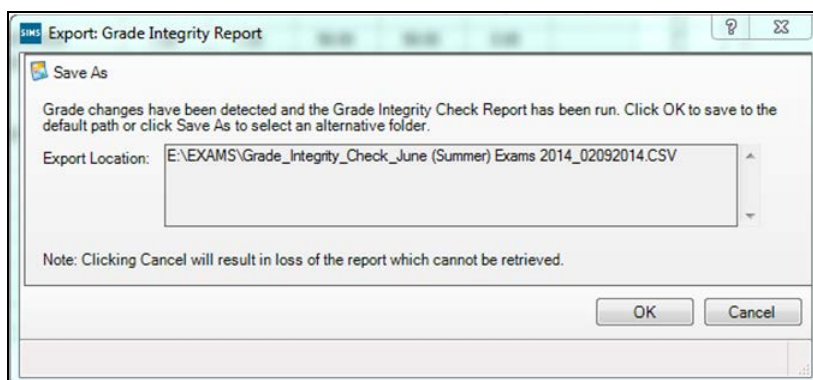 SIMS Export: Grade Integrity Report
Save As
Grade changes have been detected and the Grade Integrity Check Report has been run. Click OK to save to the
default path or click Save As to select an alternative folder.
Export Location: E:\EXAMS\Grade_Integrity_Check_June (Summer) Exams 2014_02092014.CSV
Note: Clicking Cancel will result in loss of the report which cannot be retrieved.
OK Cancel